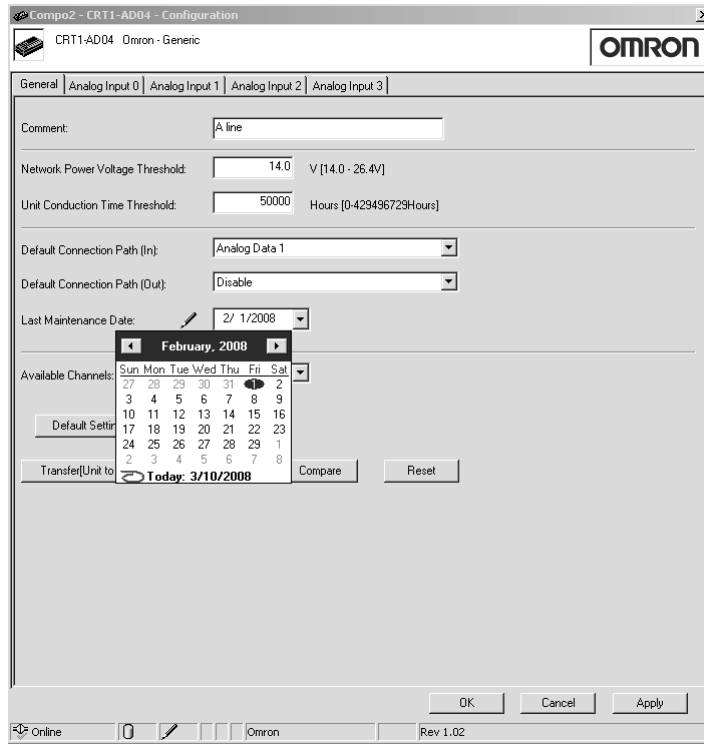 Compo2 - CRT1-AD04 - Configuration
CRT1-AD04 Omron - Generic
OMRON
General Analog Input 0 Analog Input 1 Analog Input 2 Analog Input 3
Comment: A line
Network Power Voltage Threshold: 14.0 V [14.0 - 26.4V]
Unit Conduction Time Threshold: 50000 Hours [0-429496729Hours]
Default Connection Path (In): Analog Data 1
Default Connection Path (Out): Disable
Last Maintenance Date: 2/ 1/2008
February, 2008
Sun Mon Tue Wed Thu Fri Sat
27 28 29 30 31 1 2
3 4 5 6 7 8 9
10 11 12 13 14 15 16
17 18 19 20 21 22 23
24 25 26 27 28 29 1
2 3 4 5 6 7 8
Today: 3/10/2008
Available Channels:
Default Settin
Transfer[Unit to Compare Reset
OK Cancel Apply
Online Omron Rev 1.02